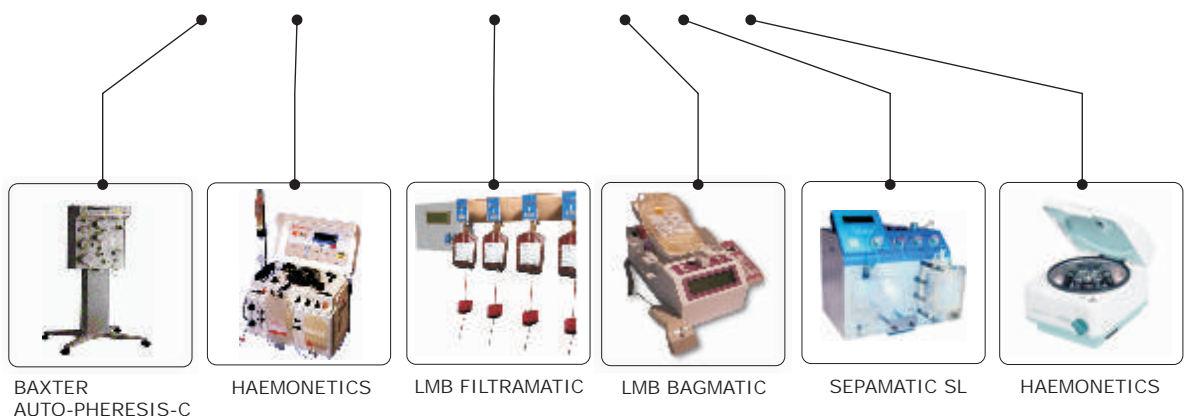 BAXTER
AUTO-PHERESIS-C
HAEMONETICS
LMB FILTRAMATIC
LMB BAGMATIC
SEPAMATIC SL
HAEMONETICS